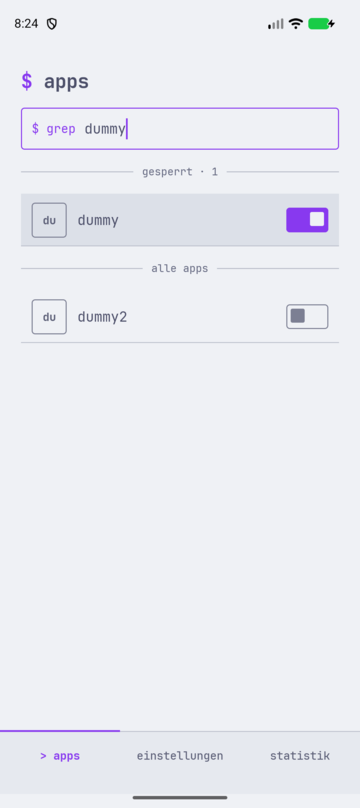 8:24
$ apps
$ grep dummy
gesperrt · 1
du dummy
alle apps
du dummy2
> apps einstellungen statistik